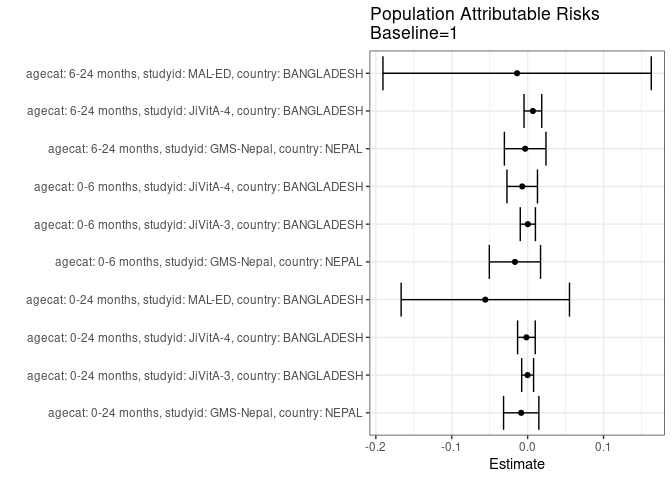 Population Attributable Risks
Baseline=1
agecat: 6-24 months, studyid: MAL-ED, country: BANGLADESH
agecat: 6-24 months, studyid: JiVitA-4, country: BANGLADESH
agecat: 6-24 months, studyid: GMS-Nepal, country: NEPAL
agecat: 0-6 months, studyid: JiVitA-4, country: BANGLADESH
agecat: 0-6 months, studyid: JiVitA-3, country: BANGLADESH
agecat: 0-6 months, studyid: GMS-Nepal, country: NEPAL
agecat: 0-24 months, studyid: MAL-ED, country: BANGLADESH
agecat: 0-24 months, studyid: JiVitA-4, country: BANGLADESH
agecat: 0-24 months, studyid: JiVitA-3, country: BANGLADESH
agecat: 0-24 months, studyid: GMS-Nepal, country: NEPAL
-0.2 -0.1 0.0 0.1
Estimate